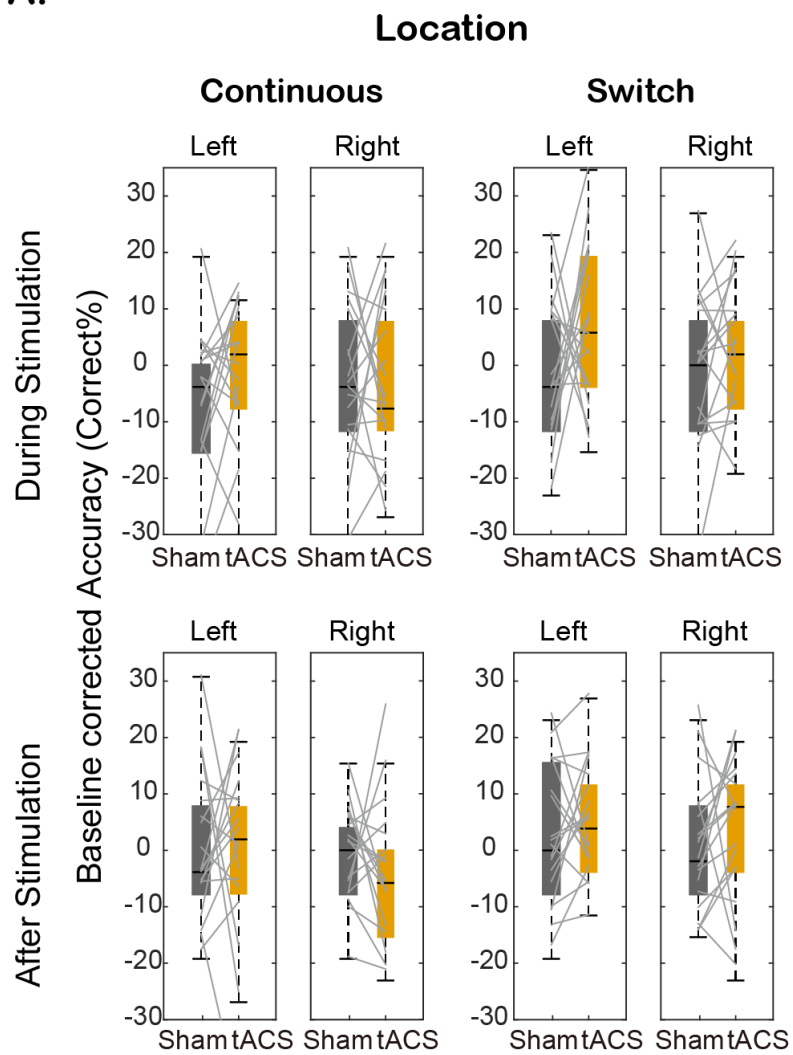 A.
Location
Continuous Switch
Left Right Left Right
During Stimulation
Baseline corrected Accuracy (Correct%)
30 30
20 20
10 10
0 0
-10 -10
-20 -20
-30 -30
Sham tACS Sham tACS Sham tACS Sham tACS
Left Right Left Right
After Stimulation
30 30
20 20
10 10
0 0
-10 -10
-20 -20
-30 -30
Sham tACS Sham tACS Sham tACS Sham tACS